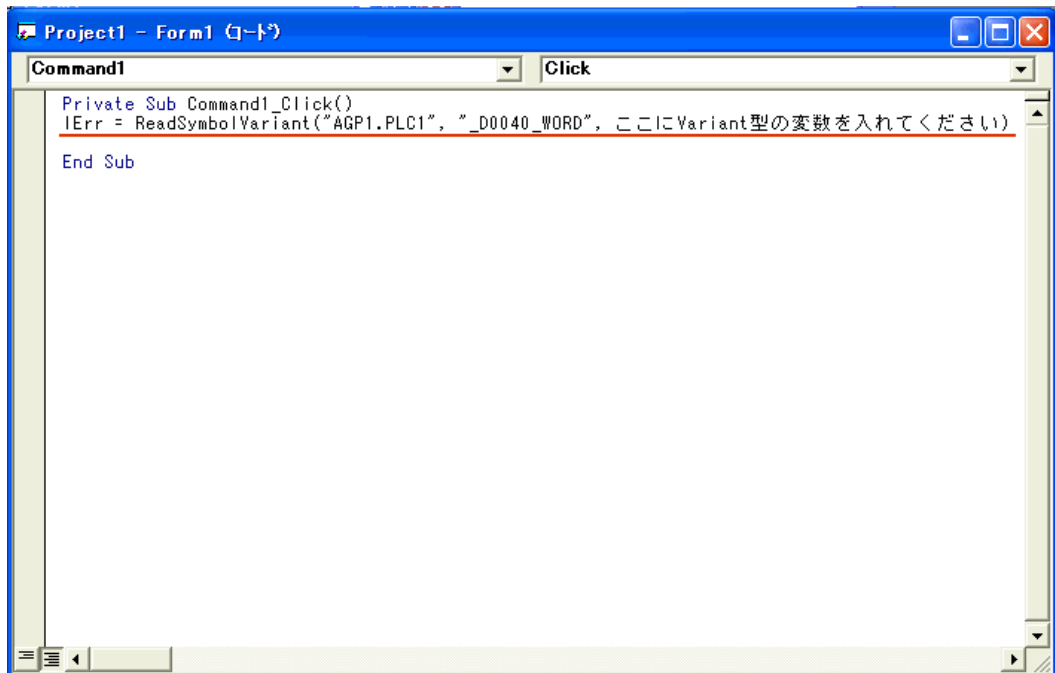 Project1 - Form1 (コード)
Command1 Click
Private Sub Command1_Click()
lErr = ReadSymbolVariant("AGP1.PLC1", "_D0040_WORD", ここにVariant型の変数を入れてください)
End Sub